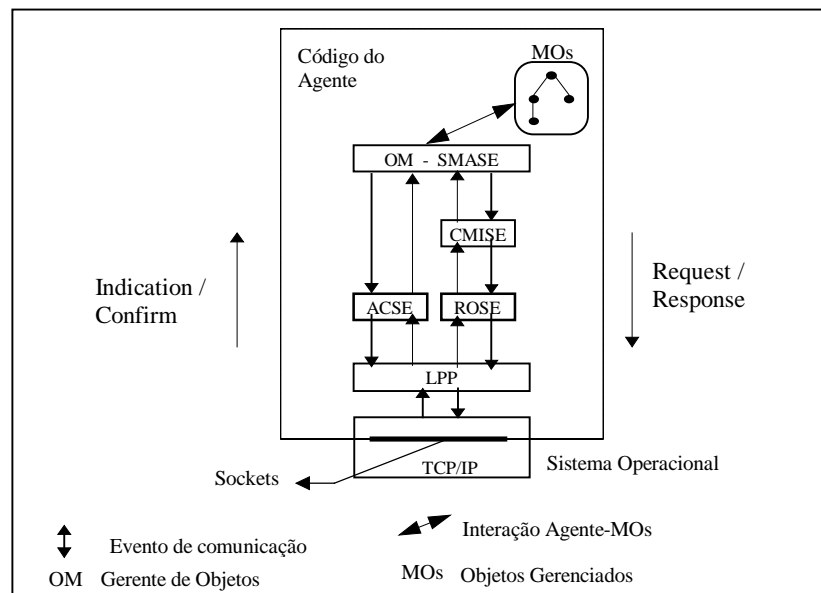 Código do
Agente
MOs
OM - SMASE
CMISE
Indication /
Confirm
Request /
Response
ACSE
ROSE
LPP
TCP/IP
Sistema Operacional
Sockets
Evento de comunicação
Interação Agente-MOs
OM Gerente de Objetos
MOs Objetos Gerenciados